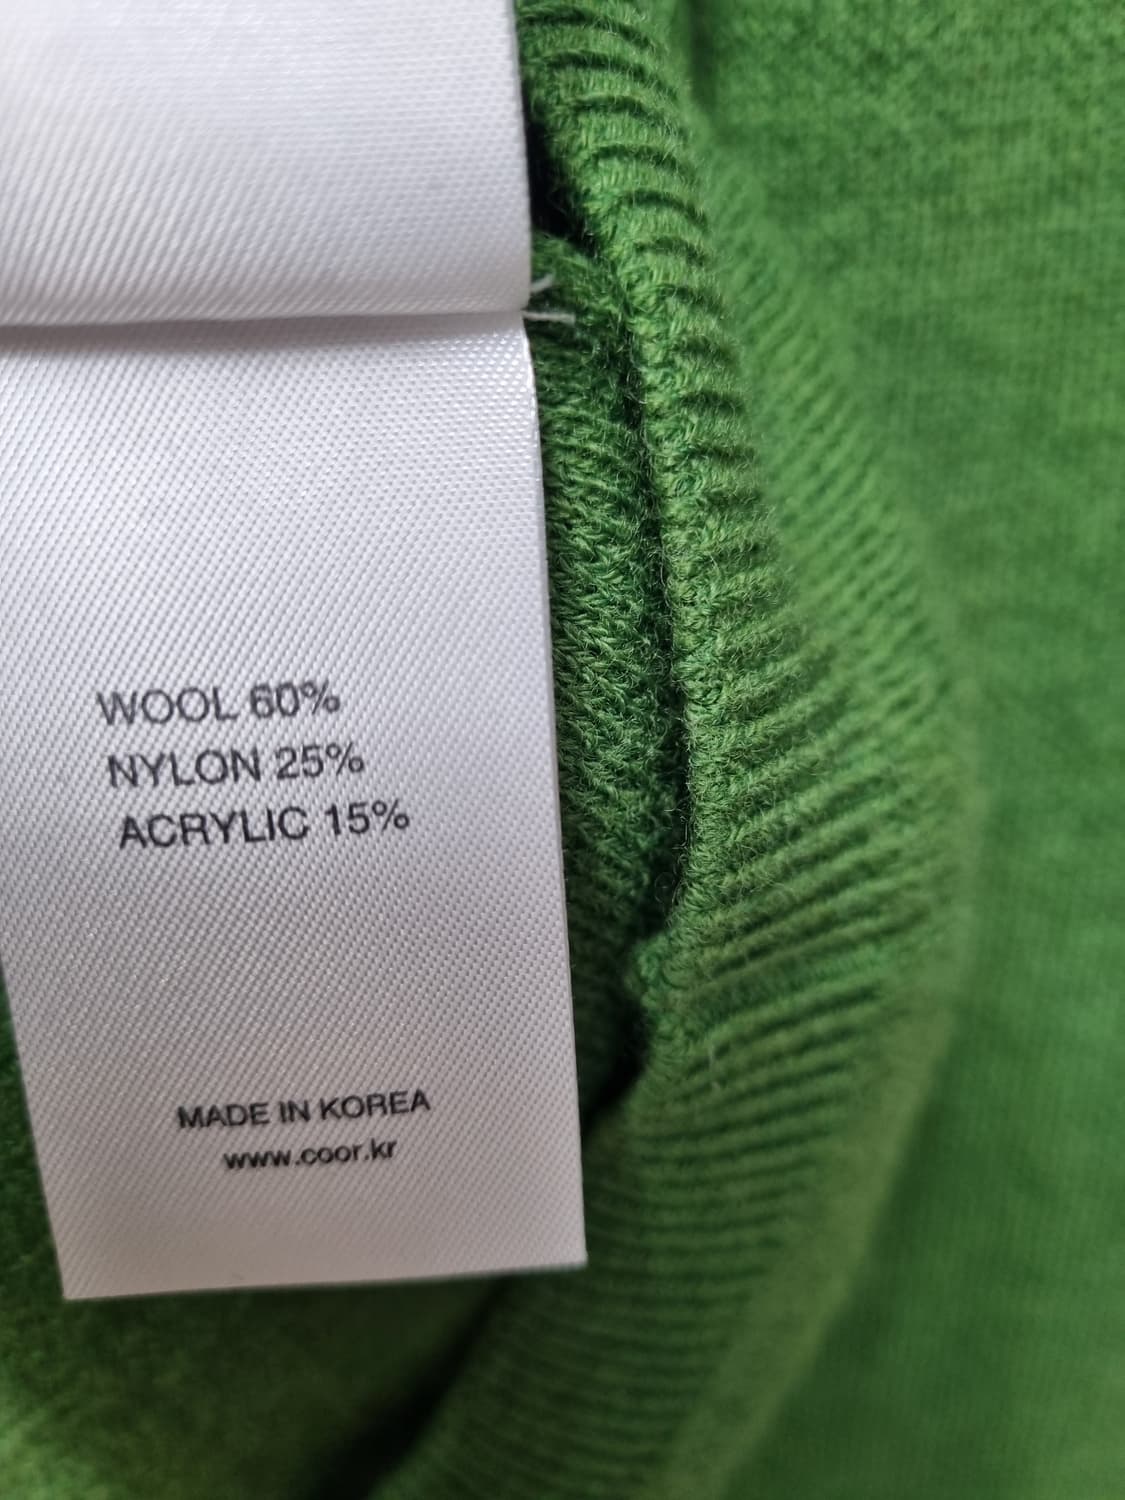 WOOL 60%
NYLON 25%
ACRYLIC 15%
MADE IN KOREA
www.coor.kr